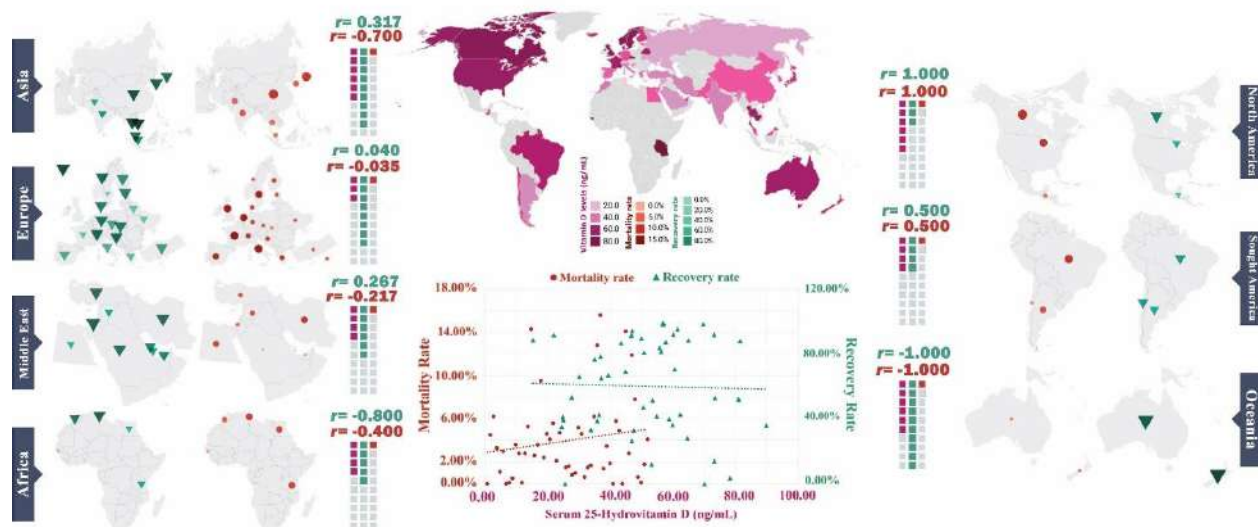 Asia
r= 0.317
r= -0.700
Europe
r= 0.040
r= -0.035
Middle East
r= 0.267
r= -0.217
Africa
r= -0.800
r= -0.400
Vitamin D levels (ng/mL)
20.0
40.0
60.0
80.0
Mortality rate
0.0%
5.0%
10.0%
15.0%
Recovery rate
0.0%
20.0%
40.0%
60.0%
80.0%
Mortality rate
Recovery rate
18.00%
14.00%
10.00%
6.00%
2.00%
0.00%
Mortality Rate
120.00%
80.00%
40.00%
0.00%
Recovery Rate
0.00
20.00
40.00
60.00
80.00
100.00
Serum 25-Hydrovitamin D (ng/mL)
r= 1.000
r= 1.000
North America
r= 0.500
r= 0.500
Sought America
r= -1.000
r= -1.000
Oceania